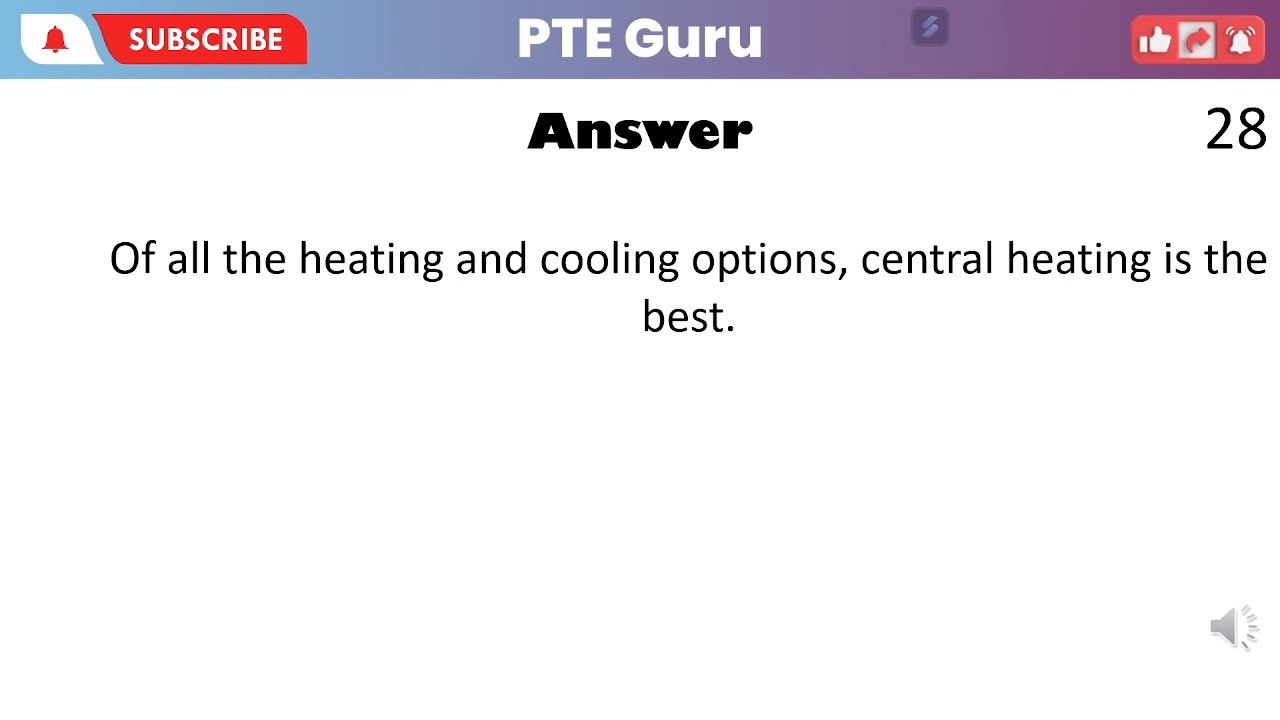 SUBSCRIBE
PTE Guru
Answer
28
Of all the heating and cooling options, central heating is the
best.